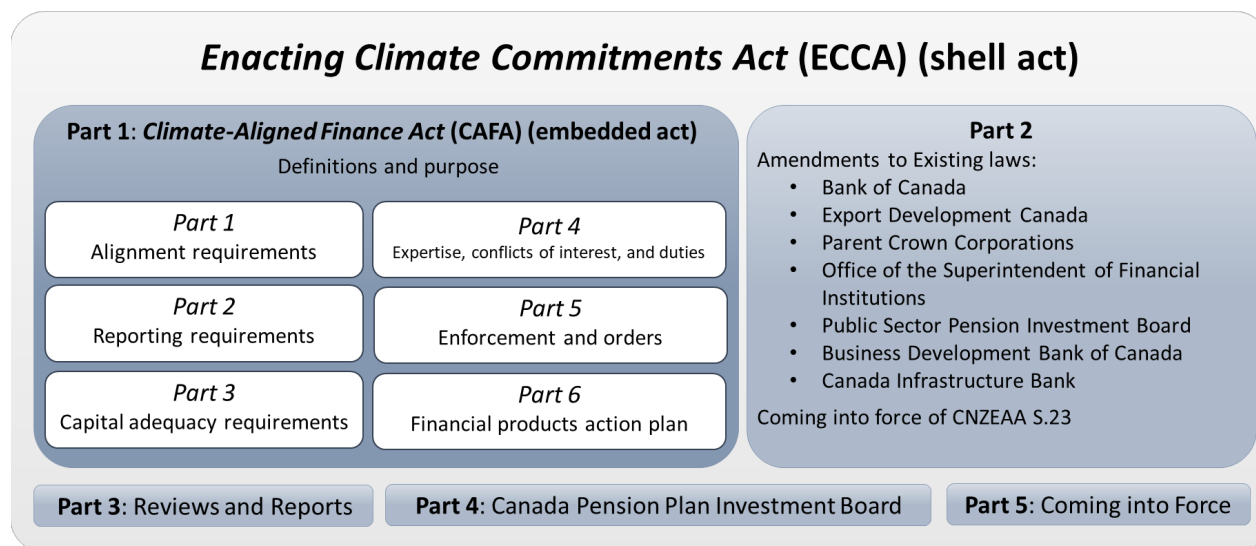 Enacting Climate Commitments Act (ECCA) (shell act)
Part 1: Climate-Aligned Finance Act (CAFA) (embedded act)
Definitions and purpose
Part 1
Alignment requirements
Part 2
Reporting requirements
Part 3
Capital adequacy requirements
Part 4
Expertise, conflicts of interest, and duties
Part 5
Enforcement and orders
Part 6
Financial products action plan
Part 2
Amendments to Existing laws:
• Bank of Canada
• Export Development Canada
• Parent Crown Corporations
• Office of the Superintendent of Financial
Institutions
• Public Sector Pension Investment Board
• Business Development Bank of Canada
• Canada Infrastructure Bank
Coming into force of CNZEAA S.23
Part 3: Reviews and Reports
Part 4: Canada Pension Plan Investment Board
Part 5: Coming into Force